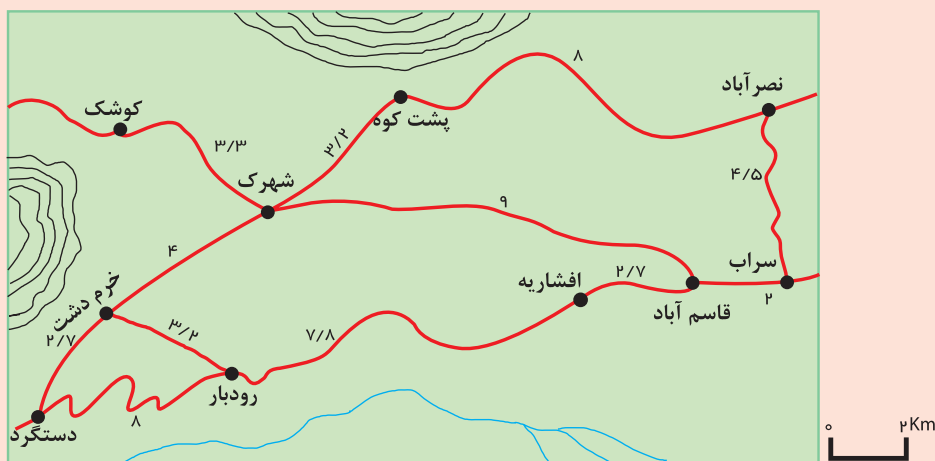 ۸
نصرآباد
کوشک
پشت کوه
۳/۳
۳/۲
۴/۵
شهرک
۹
۴
سراب
افشاریه
۲/۷
۲
قاسم آباد
خرم دشت
۲/۷
۳/۲
۷/۸
رودبار
۸
دستگرد
۰ ۲Km